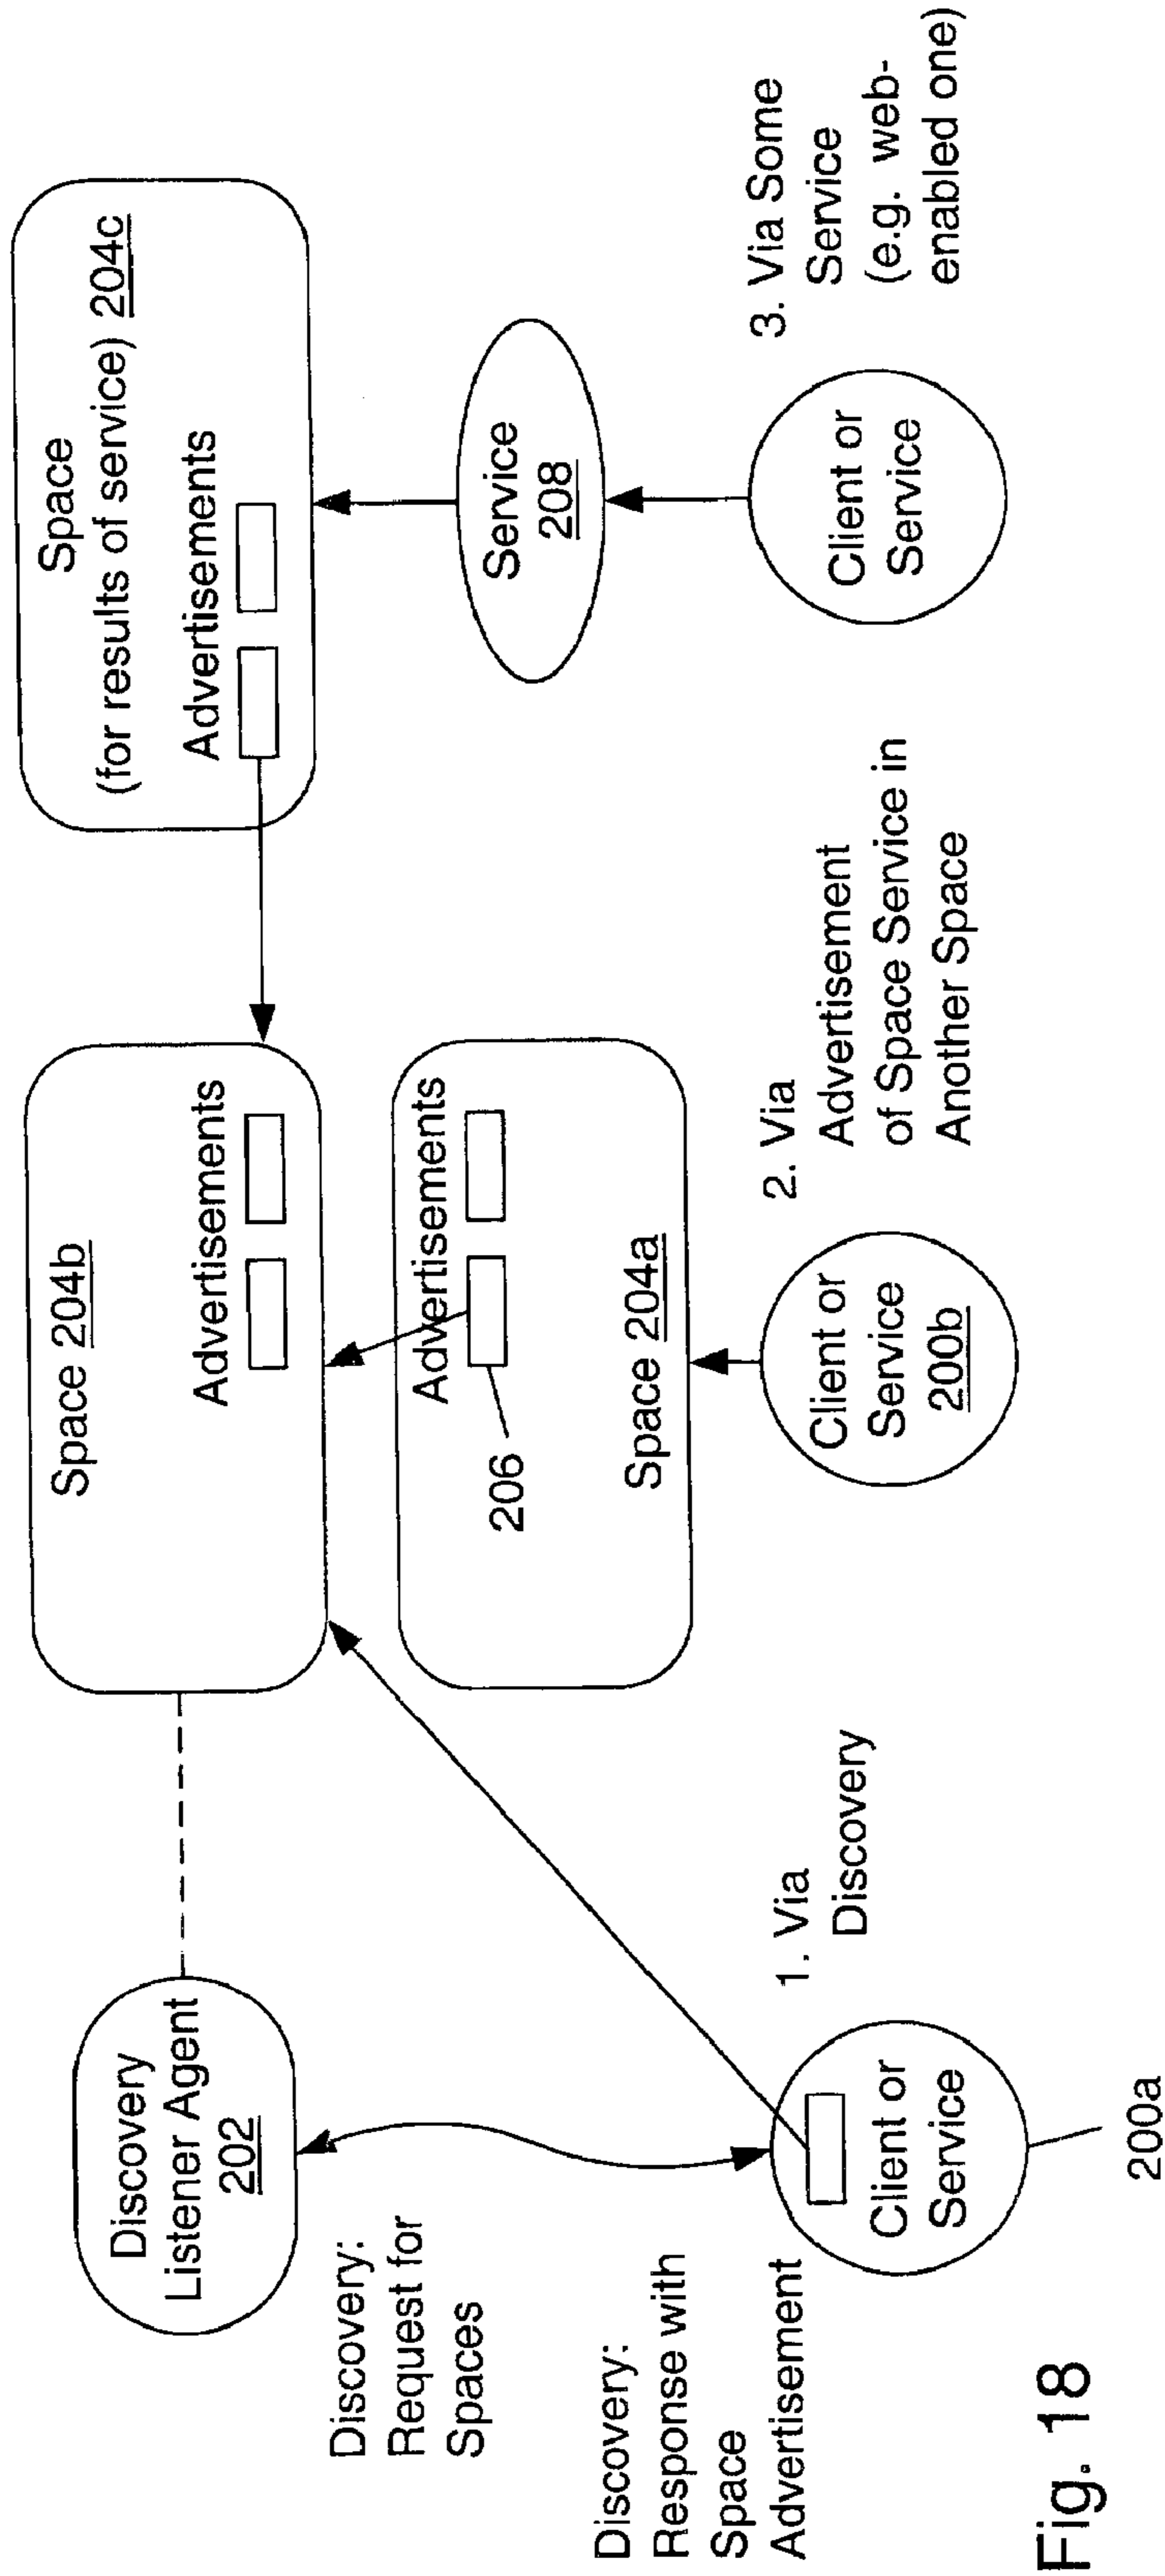 Discovery
Listener Agent
202
Discovery:
Request for
Spaces
Discovery:
Response with
Space
Advertisement
Client or
Service
200a
1. Via
Discovery
Space 204b
Advertisements
Advertisements
206
Space 204a
Client or
Service
200b
2. Via
Advertisement
of Space Service in
Another Space
Space
(for results of service) 204c
Advertisements
Service
208
Client or
Service
3. Via Some
Service
(e.g. web-
enabled one)
Fig. 18